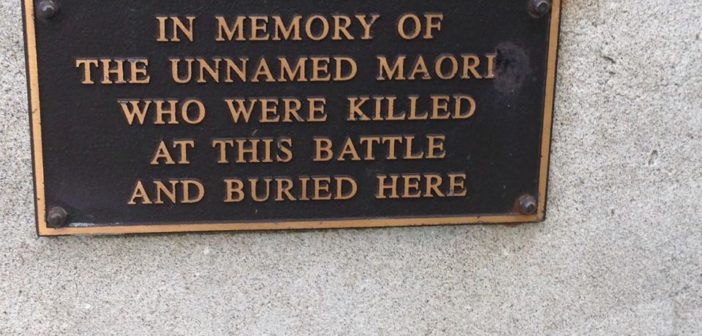 IN MEMORY OF
THE UNNAMED MAORI
WHO WERE KILLED
AT THIS BATTLE
AND BURIED HERE